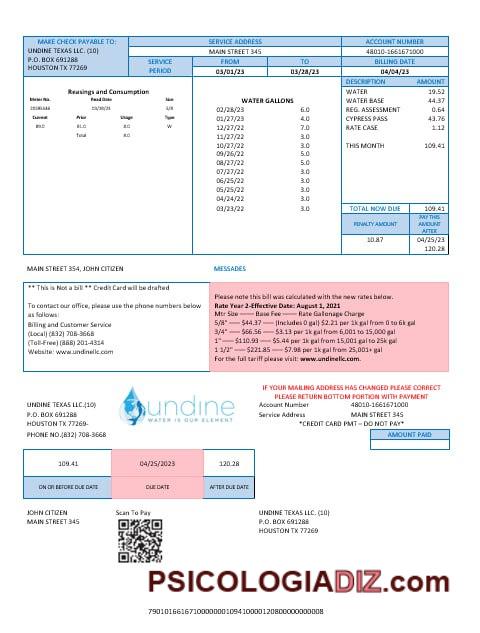 MAKE CHECK PAYABLE TO:
UNDINE TEXAS LLC. (10)
P.O. BOX 691288
HOUSTON TX 77269
SERVICE ADDRESS
MAIN STREET 345
ACCOUNT NUMBER
48010-1661671000
SERVICE
PERIOD
FROM
TO
BILLING DATE
03/01/23
03/28/23
04/04/23
Reasings and Consumption
Meter No.
Read Date
Size
03/28/23
5/8
Current
Prior
Usage
Type
89.0
81.0
8.0
W
Total
8.0
WATER GALLONS
02/28/23 6.0
01/27/23 4.0
12/27/22 7.0
11/27/22 3.0
10/27/22 3.0
09/26/22 5.0
08/27/22 5.0
07/27/22 3.0
06/25/22 3.0
05/25/22 3.0
04/24/22 3.0
03/23/22 3.0
DESCRIPTION AMOUNT
WATER 19.52
WATER BASE 44.37
REG. ASSESSMENT 0.64
CYPRESS PASS 43.76
RATE CASE 1.12
THIS MONTH 109.41
TOTAL NOW DUE 109.41
PENALTY AMOUNT
PAY THIS
AMOUNT
AFTER
10.87
04/25/23
120.28
MAIN STREET 354, JOHN CITIZEN
MESSADES
** This is Not a bill ** Credit Card will be drafted
To contact our office, please use the phone numbers below
as follows:
Billing and Customer Service
(Local) (832) 708-3668
(Toll-Free) (888) 201-4314
Website: www.undinellc.com
Please note this bill was calculated with the new rates below.
Rate Year 2-Effective Date: August 1, 2021
Mtr Size —— Base Fee —— Rate Gallonage Charge
5/8" —— $44.37 —— (Includes 0 gal) $2.21 per 1k gal from 0 to 6k gal
3/4" —— $66.56 —— $3.13 per 1k gal from 6,001 to 15,000 gal
1" —— $110.93 —— $5.44 per 1k gal from 15,001 gal to 25k gal
1 1/2" —— $221.85 —— $7.98 per 1k gal from 25,001+ gal
For the full tariff please visit: www.undinellc.com.
UNDINE TEXAS LLC.(10)
P.O. BOX 691288
HOUSTON TX 77269-
PHONE NO.(832) 708-3668
undine
WATER IS OUR ELEMENT
IF YOUR MAILING ADDRESS HAS CHANGED PLEASE CORRECT
PLEASE RETURN BOTTOM PORTION WITH PAYMENT
Account Number 48010-1661671000
Service Address MAIN STREET 345
*CREDIT CARD PMT – DO NOT PAY*
AMOUNT PAID
109.41
04/25/2023
120.28
ON OR BEFORE DUE DATE
DUE DATE
AFTER DUE DATE
JOHN CITIZEN
MAIN STREET 345
Scan To Pay
UNDINE TEXAS LLC. (10)
P.O. BOX 691288
HOUSTON TX 77269
PSICOLOGIADIZ.com